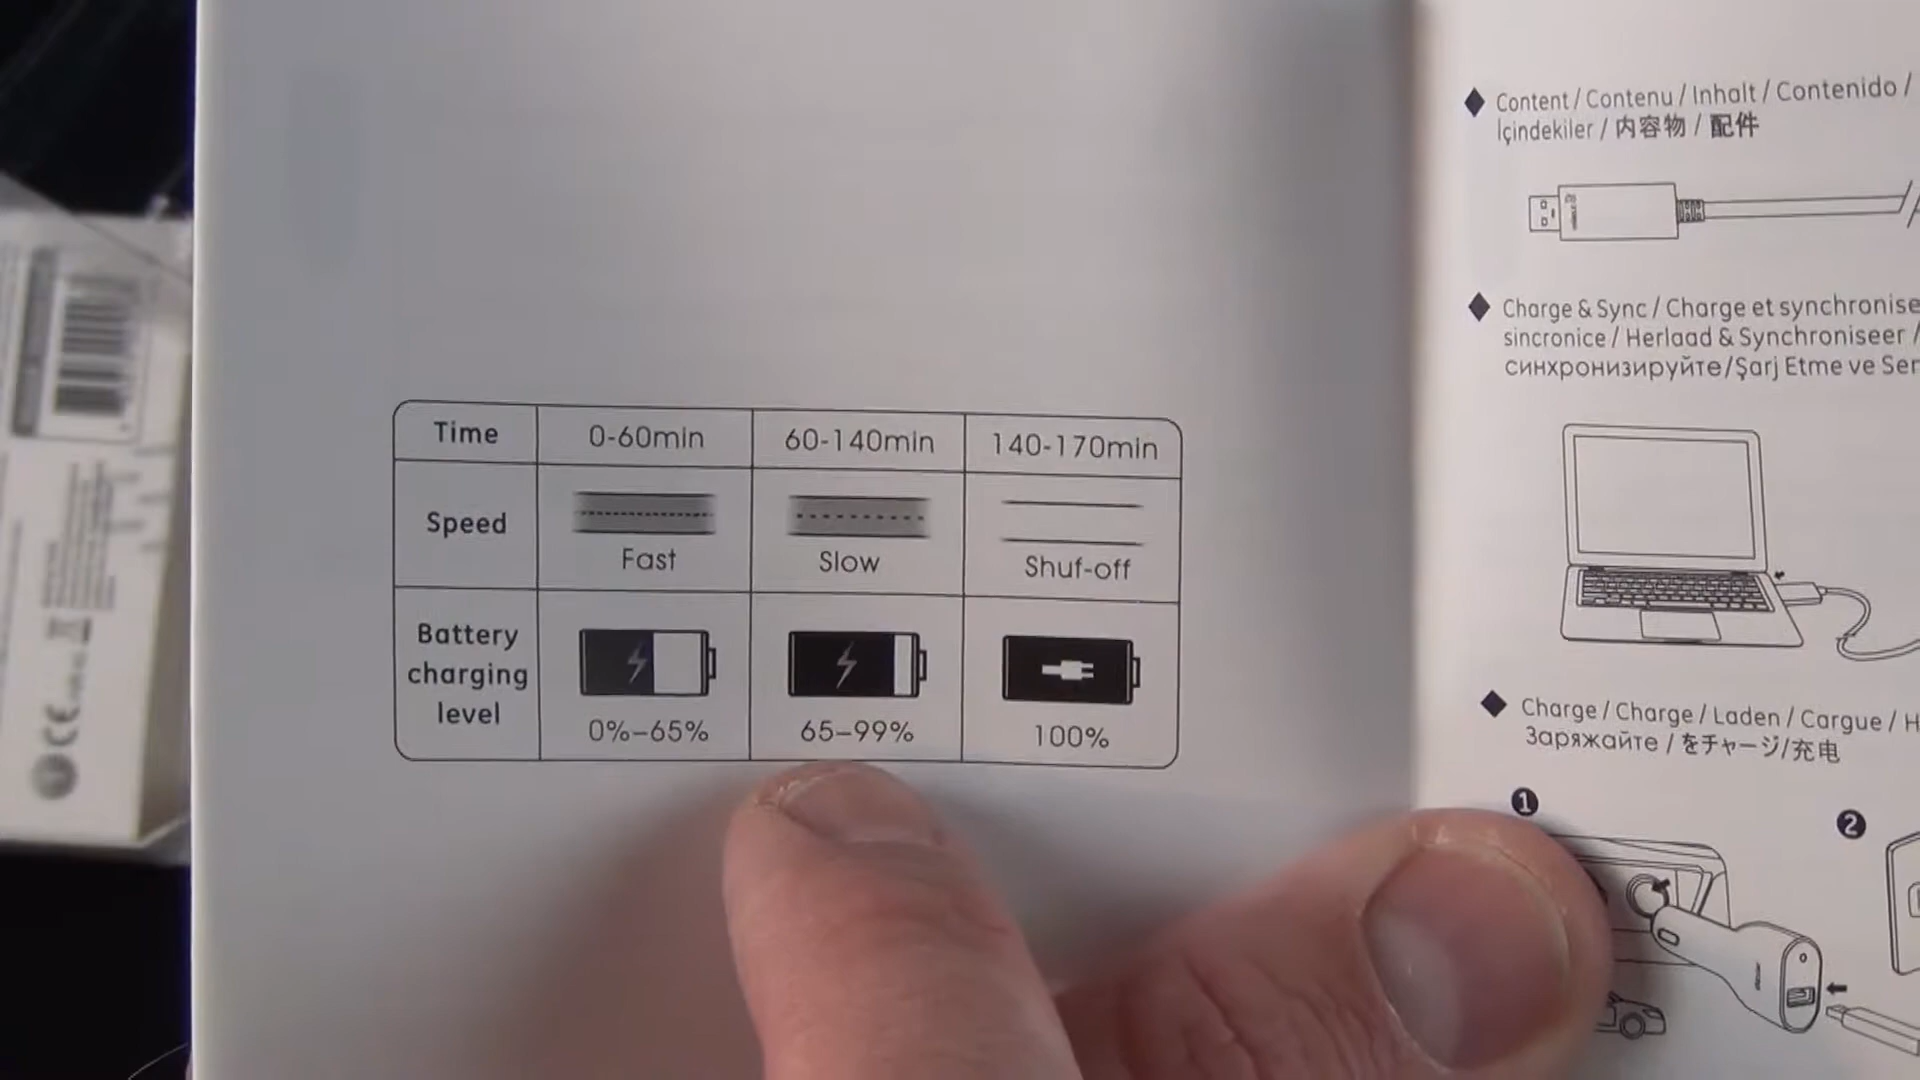 Time
0-60min
60-140min
140-170min
Speed
Fast
Slow
Shuf-off
Battery
charging
level
0%–65%
65–99%
100%
Content / Contenu / Inhalt / Contenido /
İçindekiler / 内容物 / 配件
Charge & Sync / Charge et synchronise
sincronice / Herlaad & Synchroniseer /
синхронизируйте/Şarj Etme ve Ser
Charge / Charge / Laden / Cargue / H
Заряжайте / をチャージ/充电
1
2